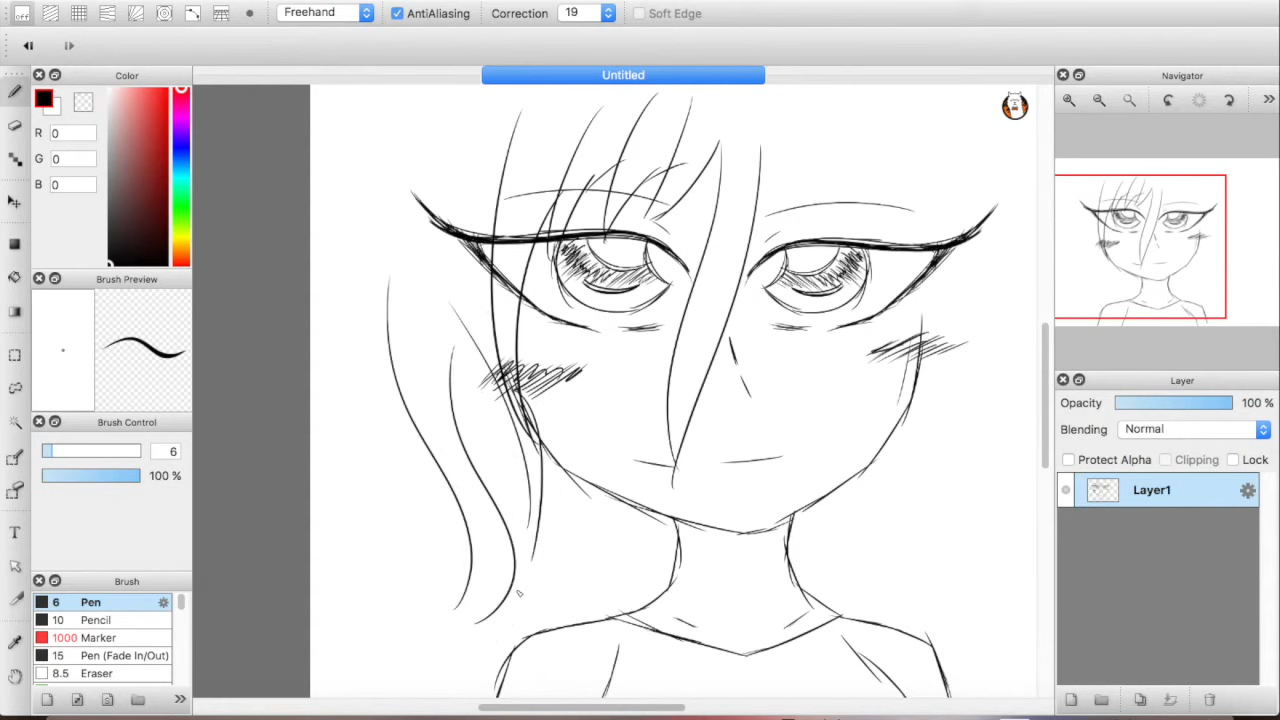 off Freehand AntiAliasing Correction 19 Soft Edge
Untitled
Color
R 0
G 0
B 0
Brush Preview
Brush Control
6
100 %
Brush
6 Pen
10 Pencil
1000 Marker
15 Pen (Fade In/Out)
8.5 Eraser
T
Navigator
Layer
Opacity 100 %
Blending Normal
Protect Alpha Clipping Lock
Layer1